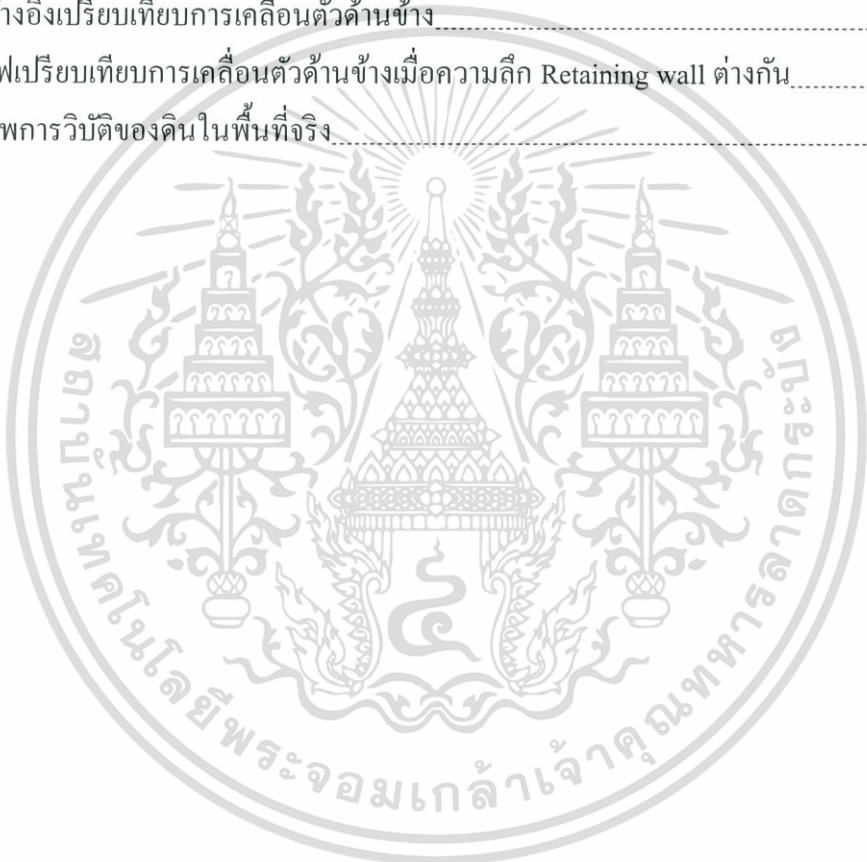 างอิงเปรียบเทียบการเคลื่อนตัวด้านข้าง
ฟเปรียบเทียบการเคลื่อนตัวด้านข้างเมื่อความลึก Retaining wall ต่างกัน
พการวิบัติของดินในพื้นที่จริง
สถาบันเทคโนโลยีพระจอมเกล้าเจ้าคุณทหารลาดกระบัง